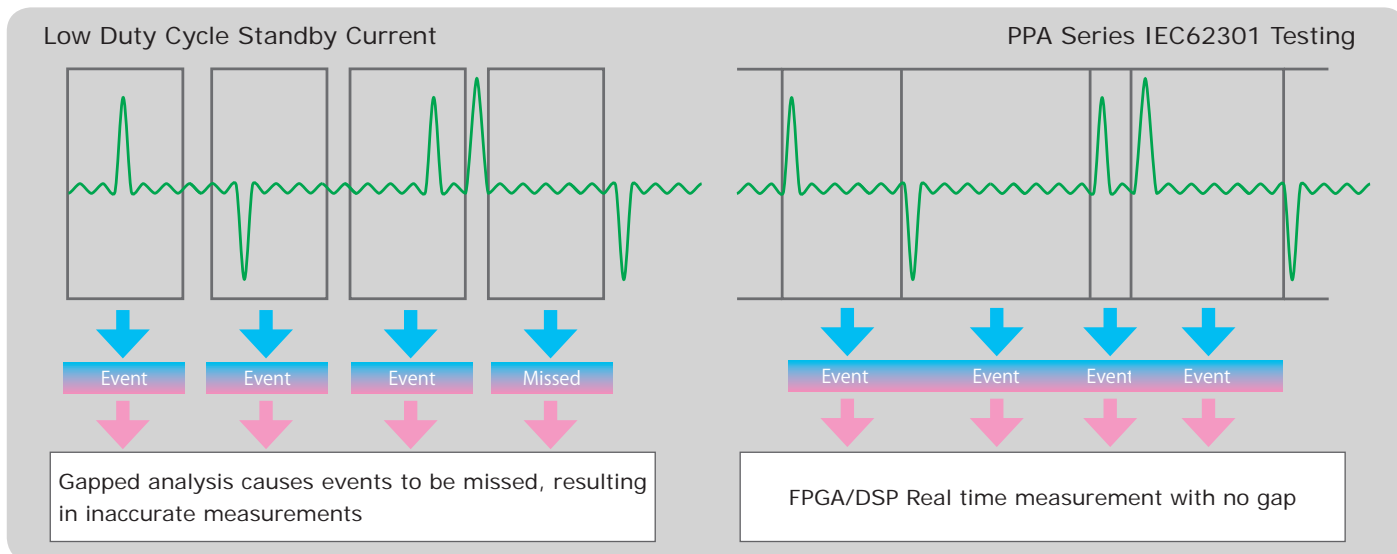 Low Duty Cycle Standby Current
PPA Series IEC62301 Testing
Event
Event
Event
Missed
Event
Event
Event
Event
Gapped analysis causes events to be missed, resulting
in inaccurate measurements
FPGA/DSP Real time measurement with no gap